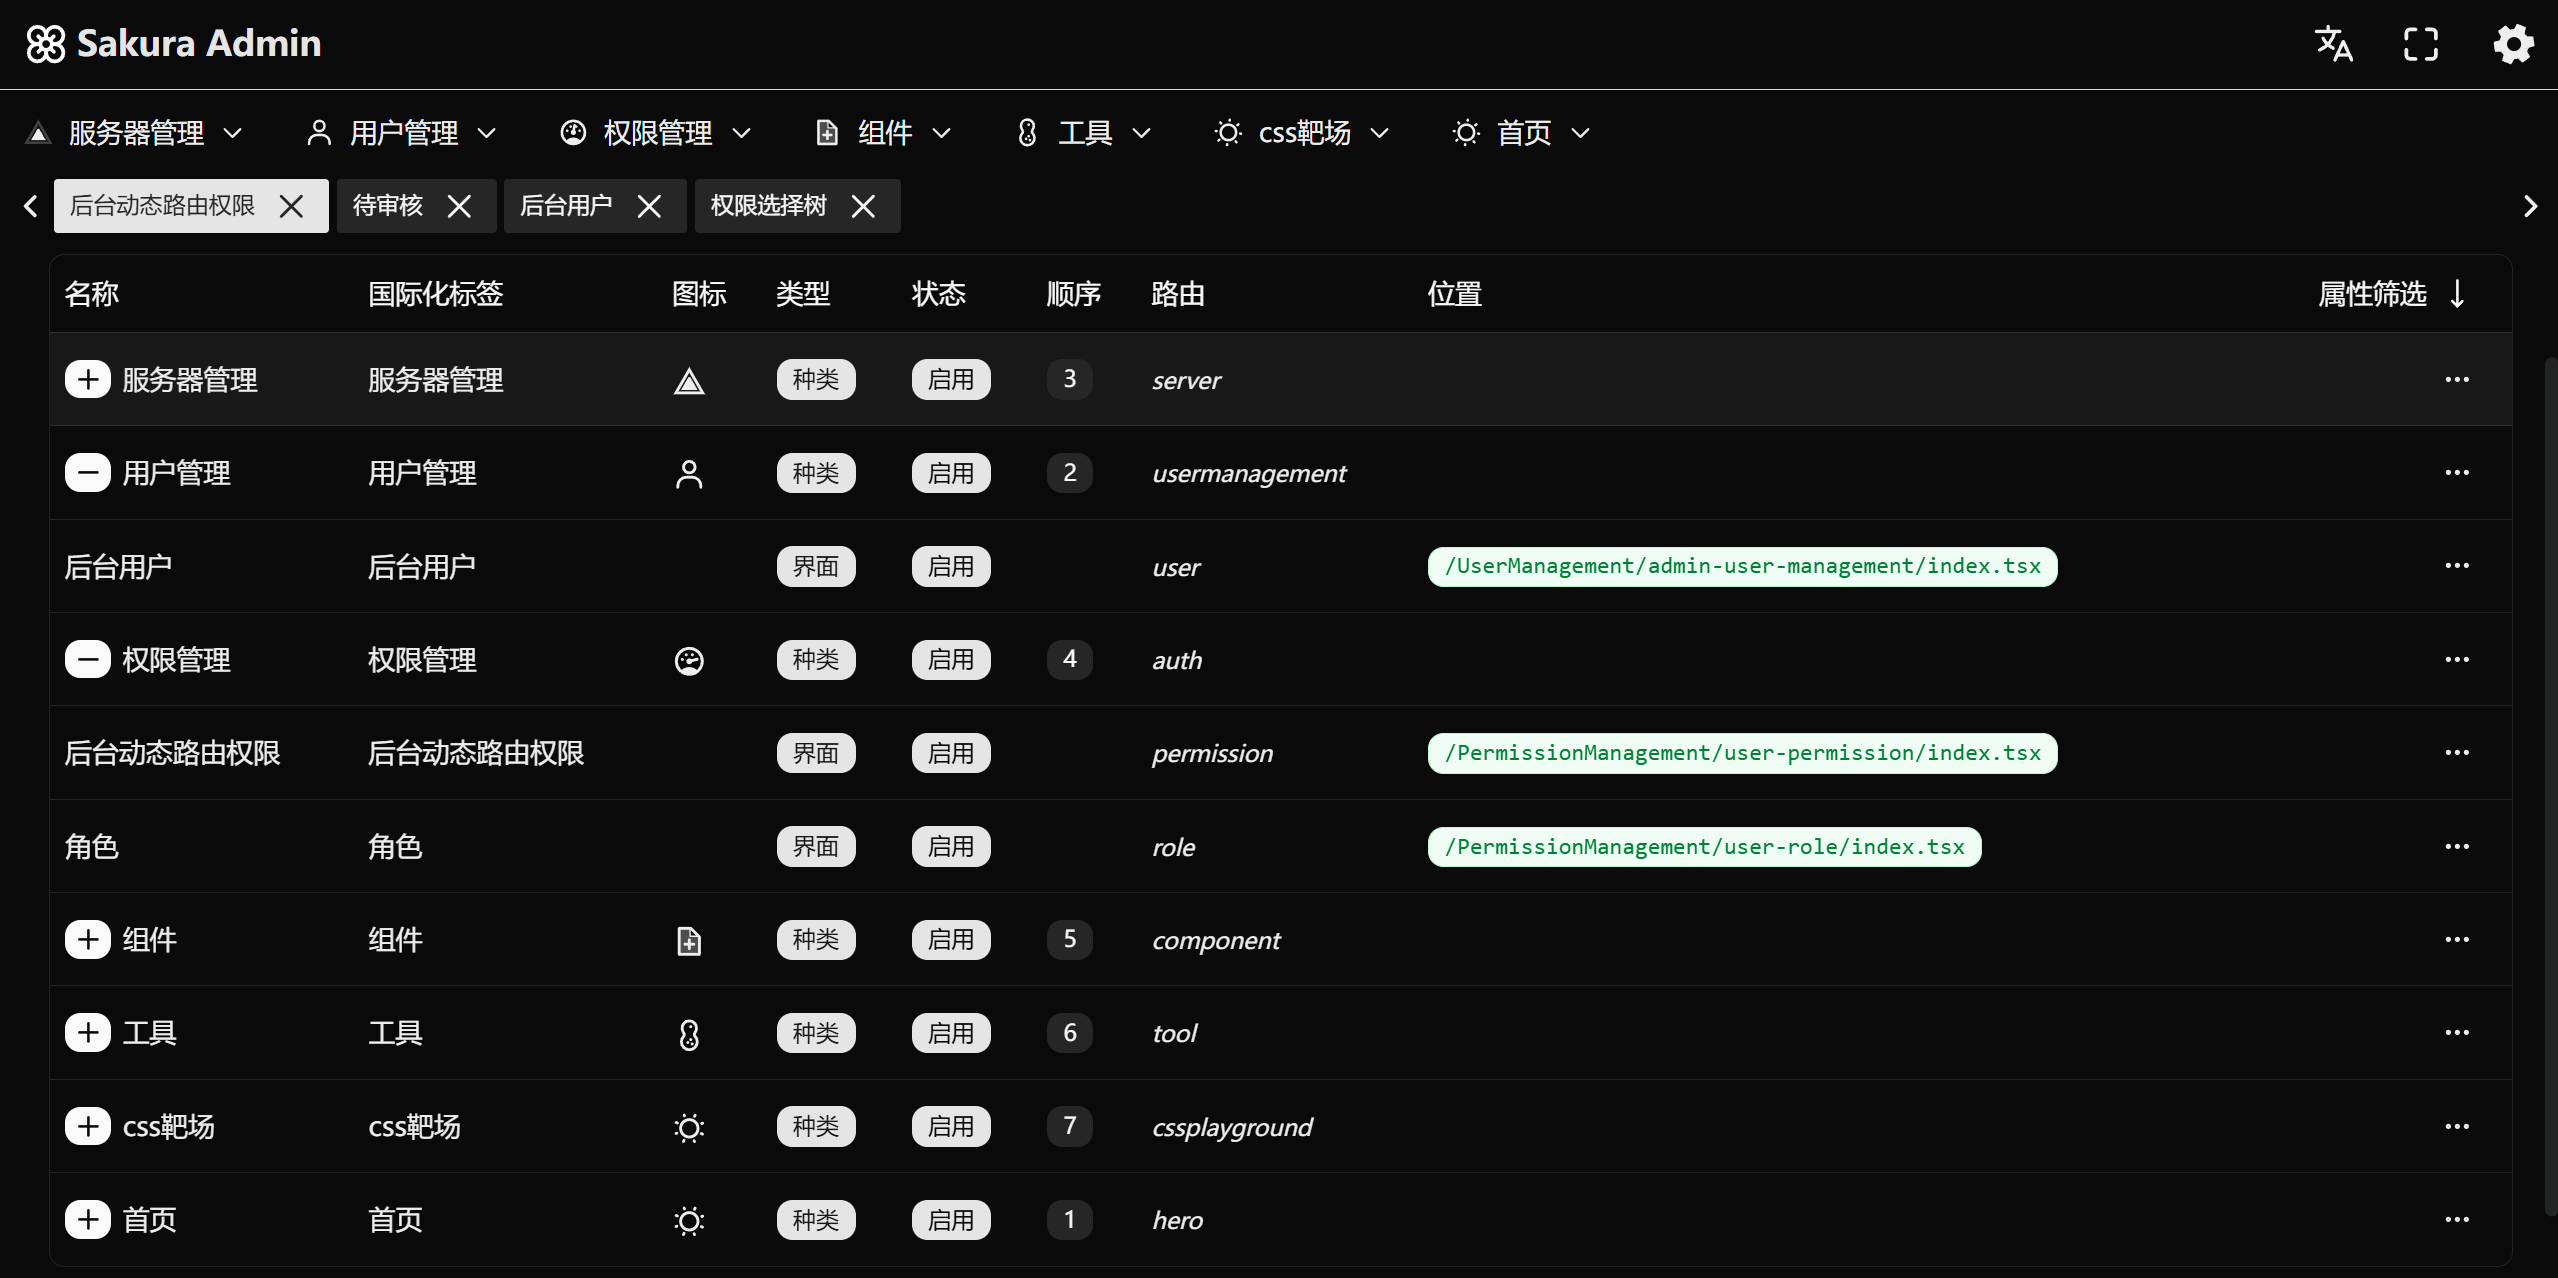 Sakura Admin
服务器管理 用户管理 权限管理 组件 工具 css靶场 首页
后台动态路由权限 待审核 后台用户 权限选择树
名称 国际化标签 图标 类型 状态 顺序 路由 位置 属性筛选
服务器管理 服务器管理 种类 启用 3 server
用户管理 用户管理 种类 启用 2 usermanagement
后台用户 后台用户 界面 启用 user /UserManagement/admin-user-management/index.tsx
权限管理 权限管理 种类 启用 4 auth
后台动态路由权限 后台动态路由权限 界面 启用 permission /PermissionManagement/user-permission/index.tsx
角色 角色 界面 启用 role /PermissionManagement/user-role/index.tsx
组件 组件 种类 启用 5 component
工具 工具 种类 启用 6 tool
css靶场 css靶场 种类 启用 7 cssplayground
首页 首页 种类 启用 1 hero